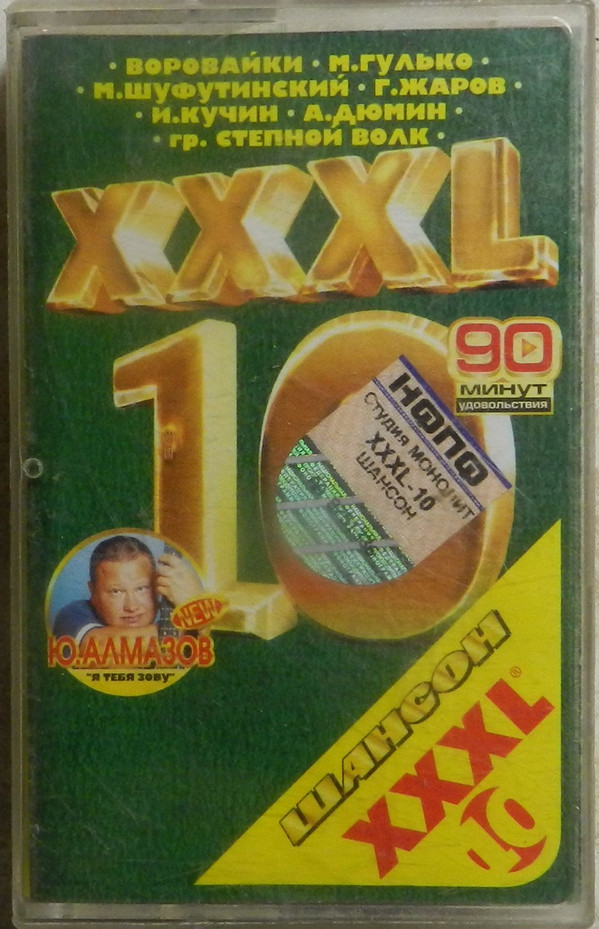 · ВОРОВАЙКИ · М.ГУЛЬКО ·
· М.ШУФУТИНСКИЙ · Г.ЖАРОВ ·
· И.КУЧИН · А.ДЮМИН ·
· гр. СТЕПНОЙ ВОЛК ·
XXXL
10
90
МИНУТ
УДОВОЛЬСТВИЯ
НФПФ
СТУДИЯ МОНОЛИТ
XXXL-10
ШАНСОН
NEW
Ю.АЛМАЗОВ
"Я ТЕБЯ ЗОВУ"
ШАНСОН
XXXL®
10